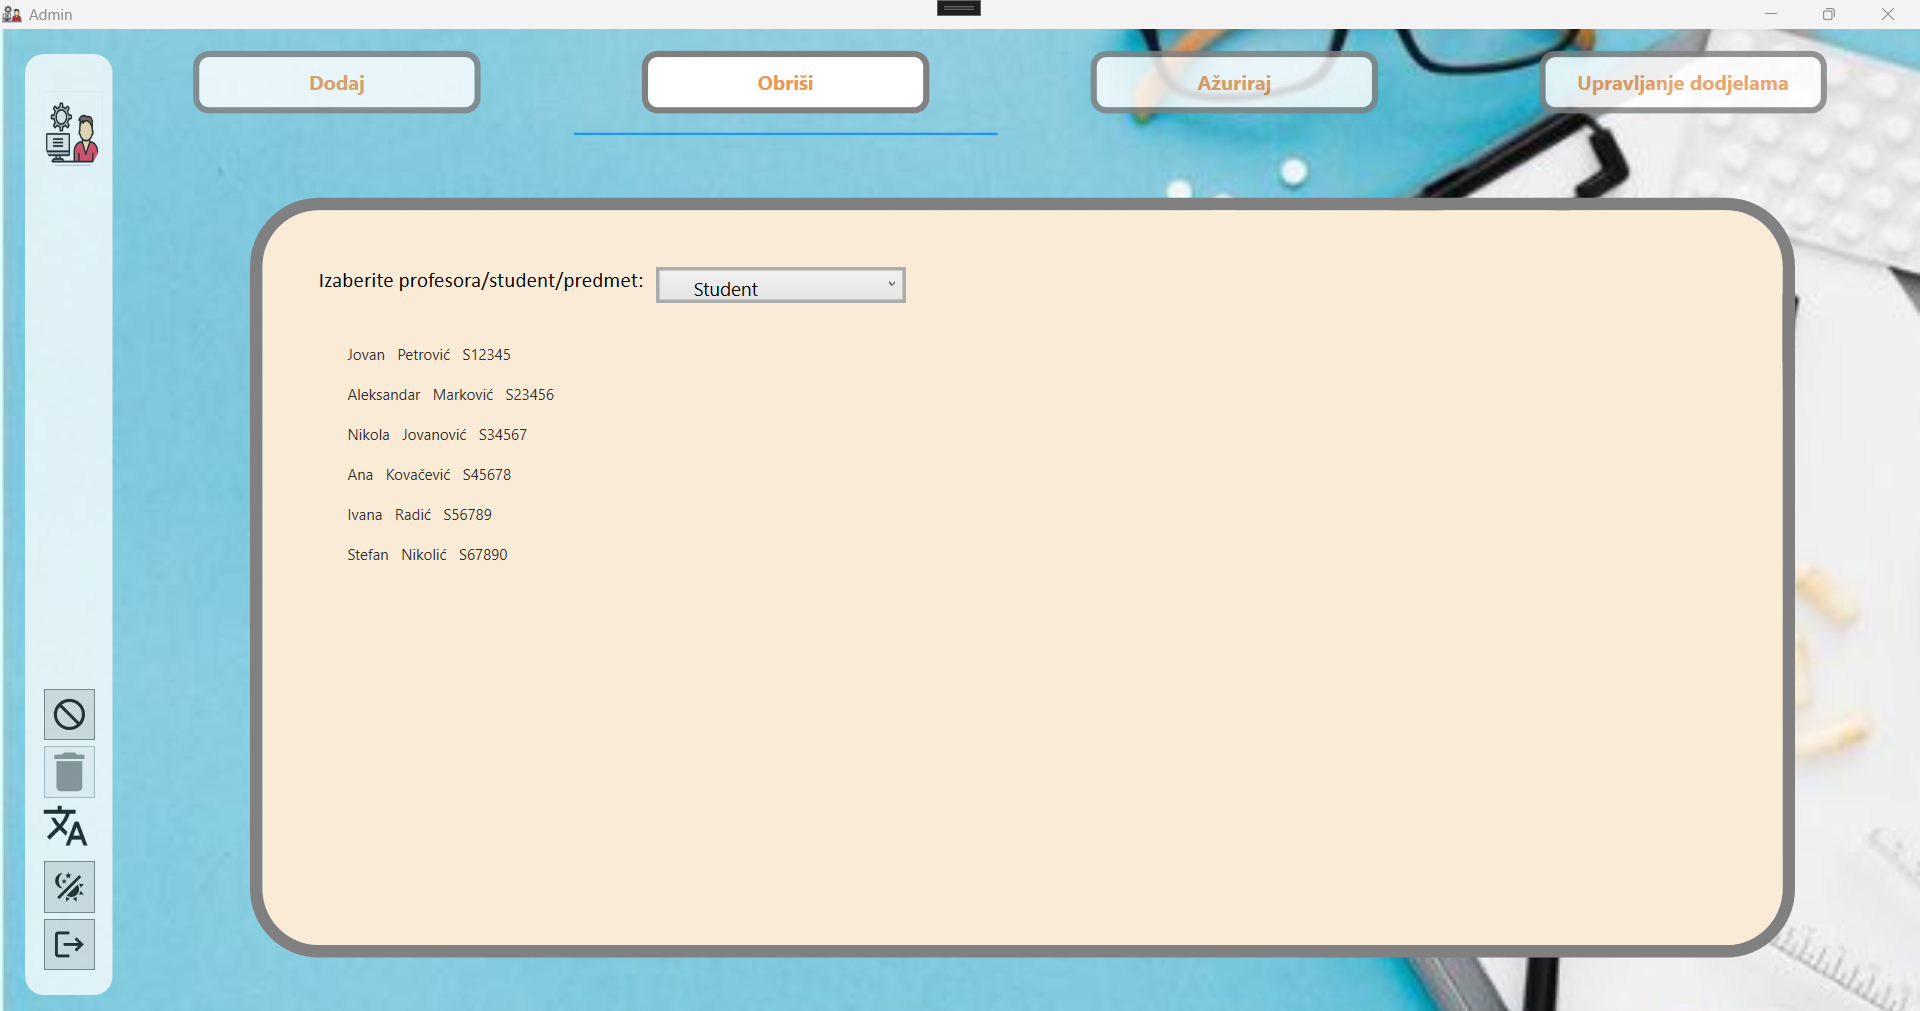 Admin
Dodaj
Obriši
Ažuriraj
Upravljanje dodjelama
Izaberite profesora/student/predmet:
Student
Jovan Petrović S12345
Aleksandar Marković S23456
Nikola Jovanović S34567
Ana Kovačević S45678
Ivana Radić S56789
Stefan Nikolić S67890